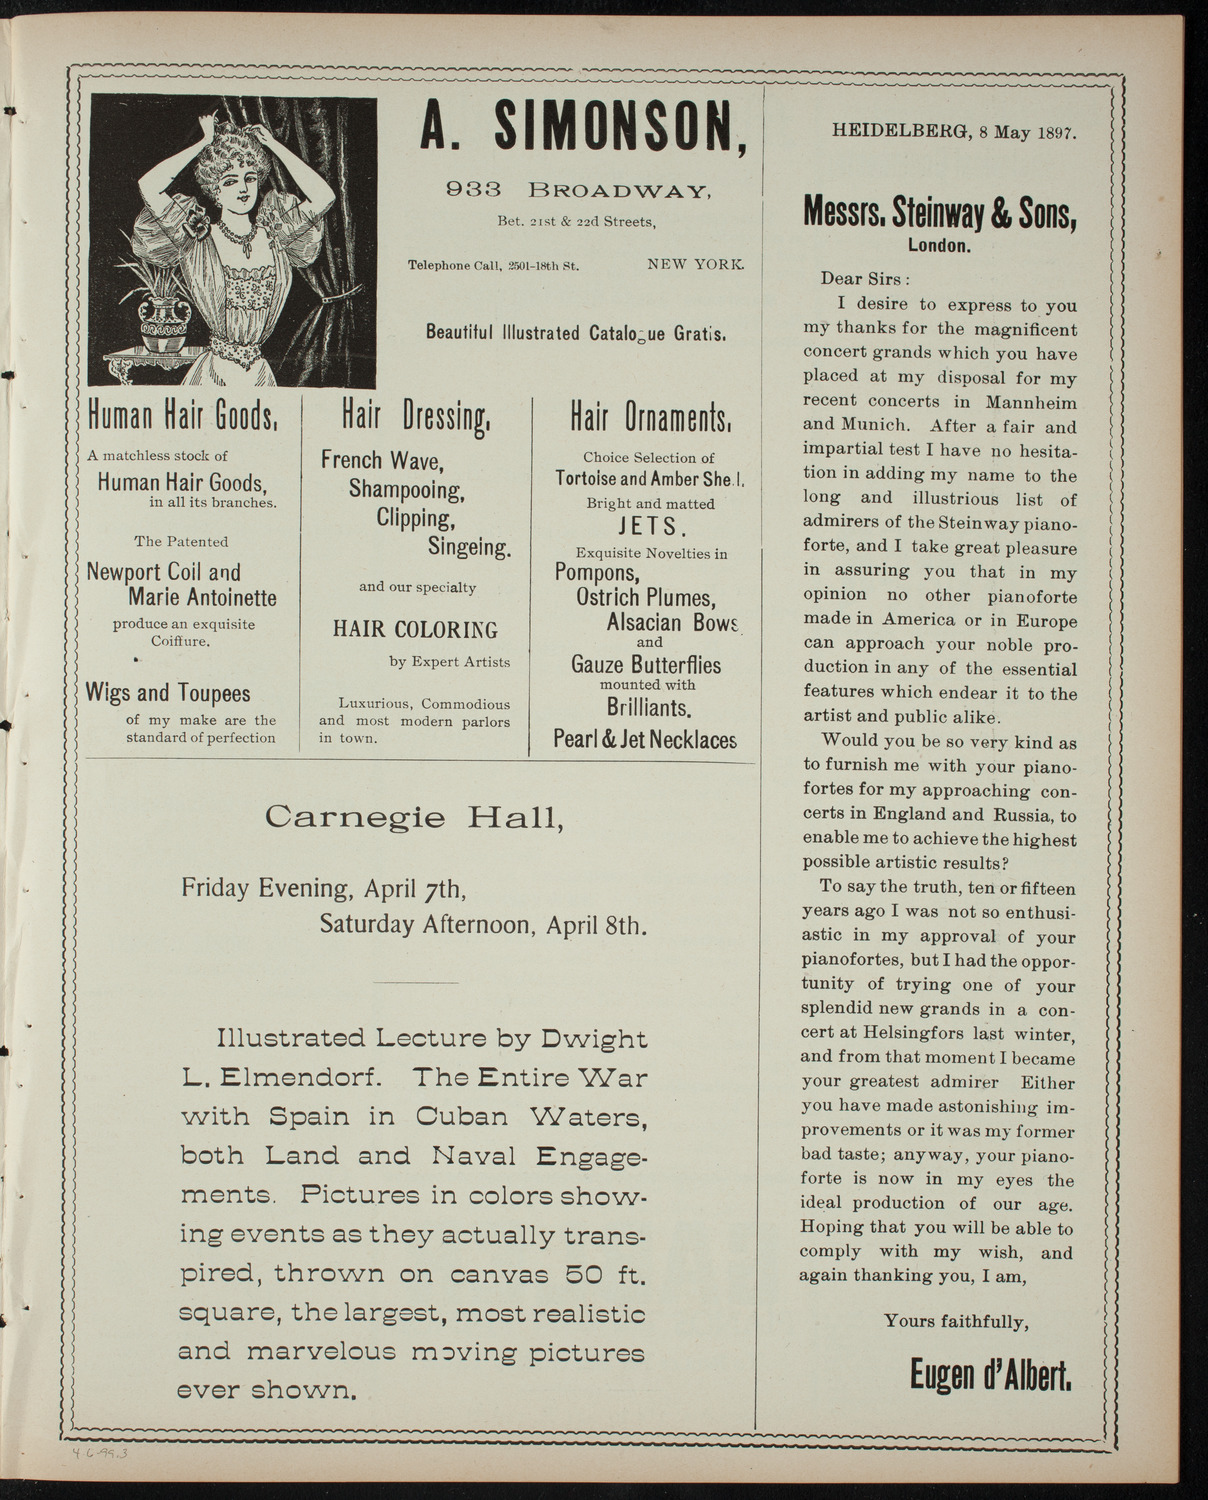 A. SIMONSON,
933 BROADWAY,
Bet. 21st & 22d Streets,
Telephone Call, 2501-18th St. NEW YORK.
Beautiful Illustrated Catalogue Gratis.
Human Hair Goods,
A matchless stock of
Human Hair Goods,
in all its branches.
The Patented
Newport Coil and
Marie Antoinette
produce an exquisite
Coiffure.
Wigs and Toupees
of my make are the
standard of perfection
Hair Dressing,
French Wave,
Shampooing,
Clipping,
Singeing.
and our specialty
HAIR COLORING
by Expert Artists
Luxurious, Commodious
and most modern parlors
in town.
Hair Ornaments,
Choice Selection of
Tortoise and Amber Shell,
Bright and matted
JETS.
Exquisite Novelties in
Pompons,
Ostrich Plumes,
Alsacian Bows
and
Gauze Butterflies
mounted with
Brilliants.
Pearl & Jet Necklaces
Carnegie Hall,
Friday Evening, April 7th,
Saturday Afternoon, April 8th.
Illustrated Lecture by Dwight
L. Elmendorf. The Entire War
with Spain in Cuban Waters,
both Land and Naval Engage-
ments. Pictures in colors show-
ing events as they actually trans-
pired, thrown on canvas 50 ft.
square, the largest, most realistic
and marvelous moving pictures
ever shown.
HEIDELBERG, 8 May 1897.
Messrs. Steinway & Sons,
London.
Dear Sirs :
I desire to express to you
my thanks for the magnificent
concert grands which you have
placed at my disposal for my
recent concerts in Mannheim
and Munich. After a fair and
impartial test I have no hesita-
tion in adding my name to the
long and illustrious list of
admirers of the Steinway piano-
forte, and I take great pleasure
in assuring you that in my
opinion no other pianoforte
made in America or in Europe
can approach your noble pro-
duction in any of the essential
features which endear it to the
artist and public alike.
Would you be so very kind as
to furnish me with your piano-
fortes for my approaching con-
certs in England and Russia, to
enable me to achieve the highest
possible artistic results?
To say the truth, ten or fifteen
years ago I was not so enthusi-
astic in my approval of your
pianofortes, but I had the oppor-
tunity of trying one of your
splendid new grands in a con-
cert at Helsingfors last winter,
and from that moment I became
your greatest admirer Either
you have made astonishing im-
provements or it was my former
bad taste; anyway, your piano-
forte is now in my eyes the
ideal production of our age.
Hoping that you will be able to
comply with my wish, and
again thanking you, I am,
Yours faithfully,
Eugen d'Albert.
4.6.99.3